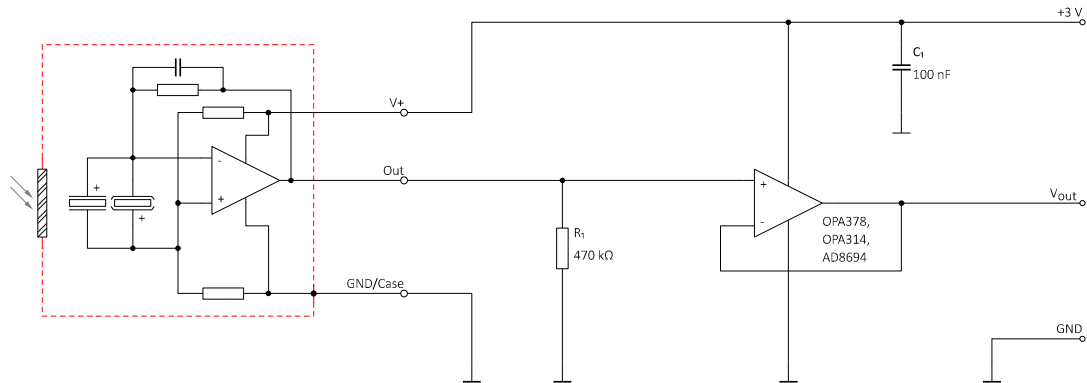 +3 V
C₁
100 nF
V+
+
-
+
+
Out
+
-
Vout
OPA378,
OPA314,
AD8694
R₁
470 kΩ
GND/Case
GND